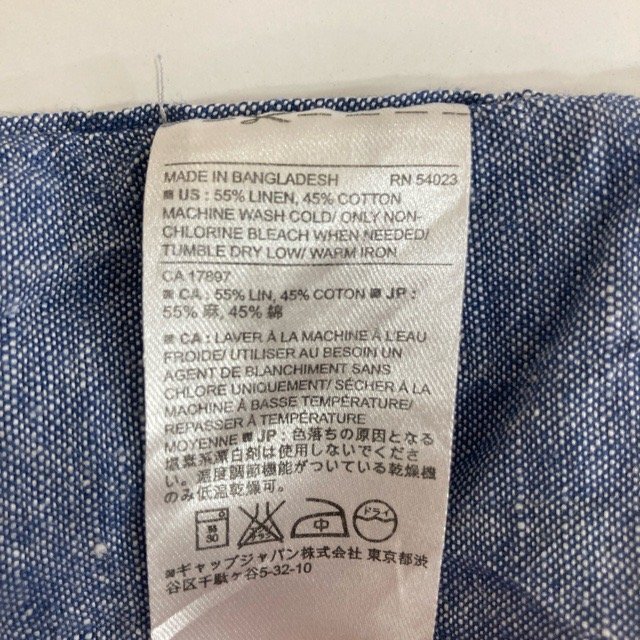 MADE IN BANGLADESH RN 54023
US : 55% LINEN, 45% COTTON
MACHINE WASH COLD/ ONLY NON-
CHLORINE BLEACH WHEN NEEDED/
TUMBLE DRY LOW/ WARM IRON
CA 17897
CA : 55% LIN, 45% COTON JP :
55% 麻, 45% 綿
CA : LAVER À LA MACHINE À L'EAU
FROIDE/ UTILISER AU BESOIN UN
AGENT DE BLANCHIMENT SANS
CHLORE UNIQUEMENT/ SÉCHER À LA
MACHINE À BASSE TEMPÉRATURE/
REPASSER À TEMPÉRATURE
MOYENNE JP : 色落ちの原因となる
塩素系漂白剤は使用しないでくださ
い。温度調節機能がついている乾燥機
のみ低温乾燥可。
中 ドライ
ギャップジャパン株式会社 東京都渋
谷区千駄ヶ谷5-32-10